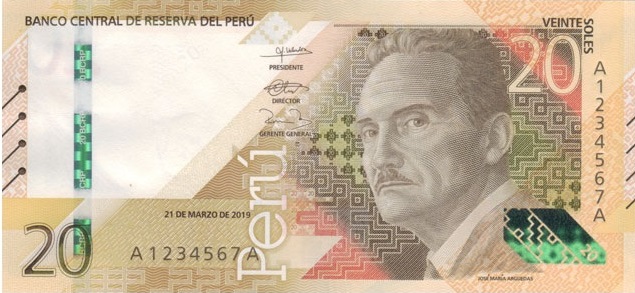 BANCO CENTRAL DE RESERVA DEL PERÚ
VEINTE
SOLES
20
PRESIDENTE
DIRECTOR
GERENTE GENERAL
A1234567A
perú
21 DE MARZO DE 2019
20
A1234567A
JOSÉ MARÍA ARGUEDAS